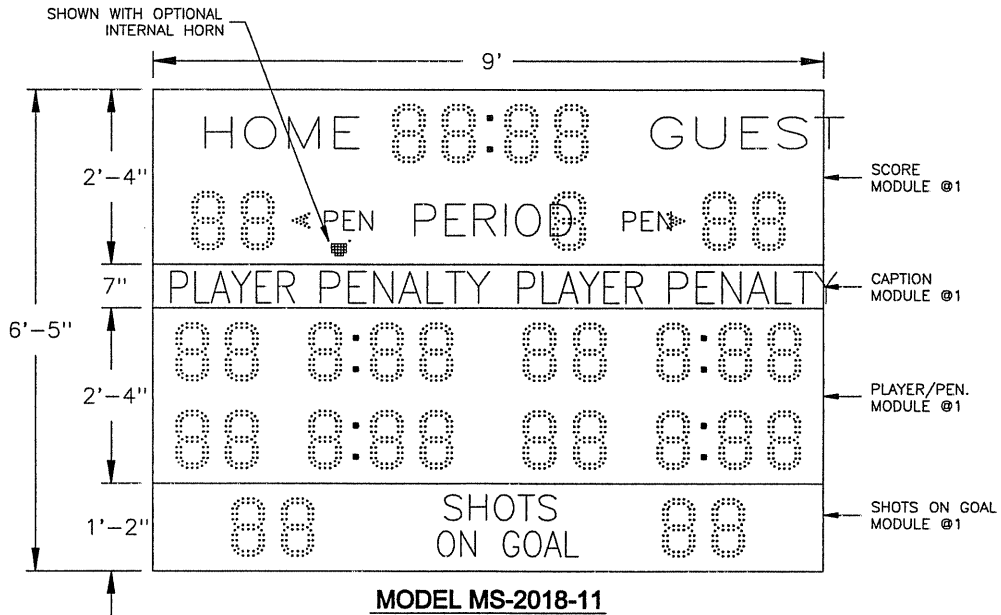 SHOWN WITH OPTIONAL
INTERNAL HORN
9'
HOME 88:88 GUEST
2'-4"
SCORE
MODULE @1
88 PEN PERIOD 8 PEN 88
7"
PLAYER PENALTY PLAYER PENALTY
CAPTION
MODULE @1
6'-5"
88 8:88 88 8:88
2'-4"
PLAYER/PEN.
MODULE @1
88 8:88 88 8:88
1'-2"
88 SHOTS
ON GOAL 88
SHOTS ON GOAL
MODULE @1
MODEL MS-2018-11